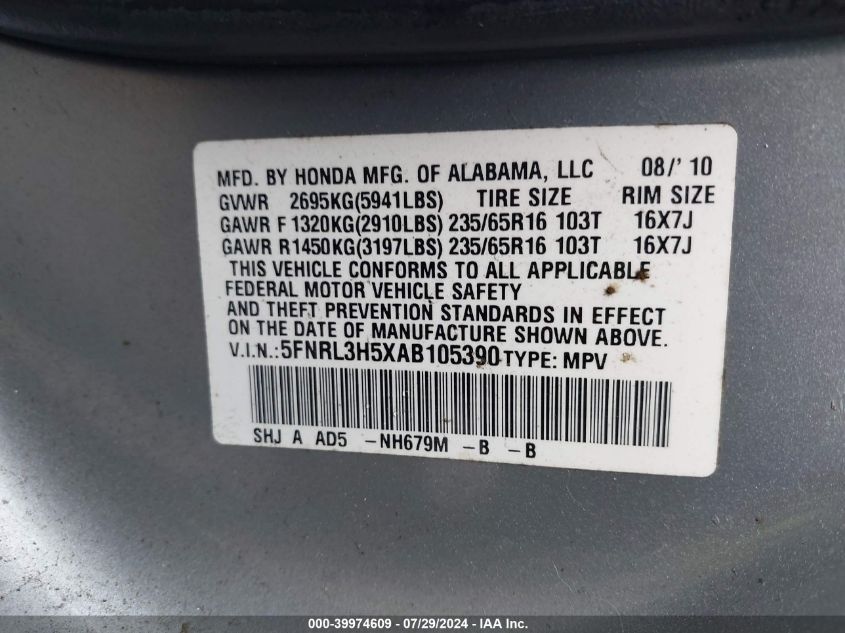 MFD. BY HONDA MFG. OF ALABAMA, LLC 08/'10
GVWR 2695KG(5941LBS) TIRE SIZE RIM SIZE
GAWR F 1320KG(2910LBS) 235/65R16 103T 16X7J
GAWR R1450KG(3197LBS) 235/65R16 103T 16X7J
THIS VEHICLE CONFORMS TO ALL APPLICABLE
FEDERAL MOTOR VEHICLE SAFETY
AND THEFT PREVENTION STANDARDS IN EFFECT
ON THE DATE OF MANUFACTURE SHOWN ABOVE.
V.I.N.:5FNRL3H5XAB105390 TYPE: MPV
SHJ A AD5 -NH679M -B -B
000-39974609 - 07/29/2024 - IAA Inc.